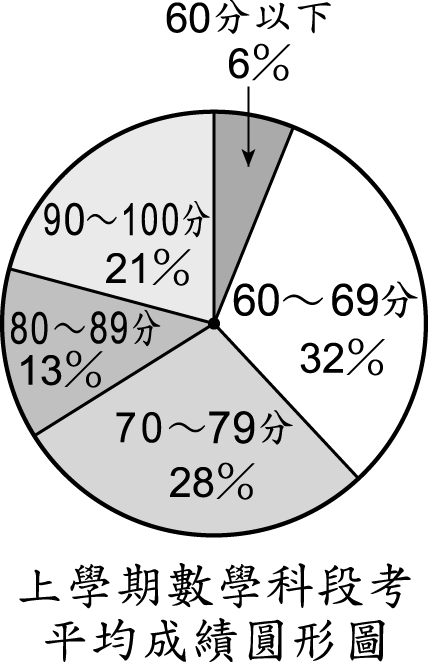 60分以下
6%
90～100分
21%
60～69分
32%
80～89分
13%
70～79分
28%
上學期數學科段考
平均成績圓形圖